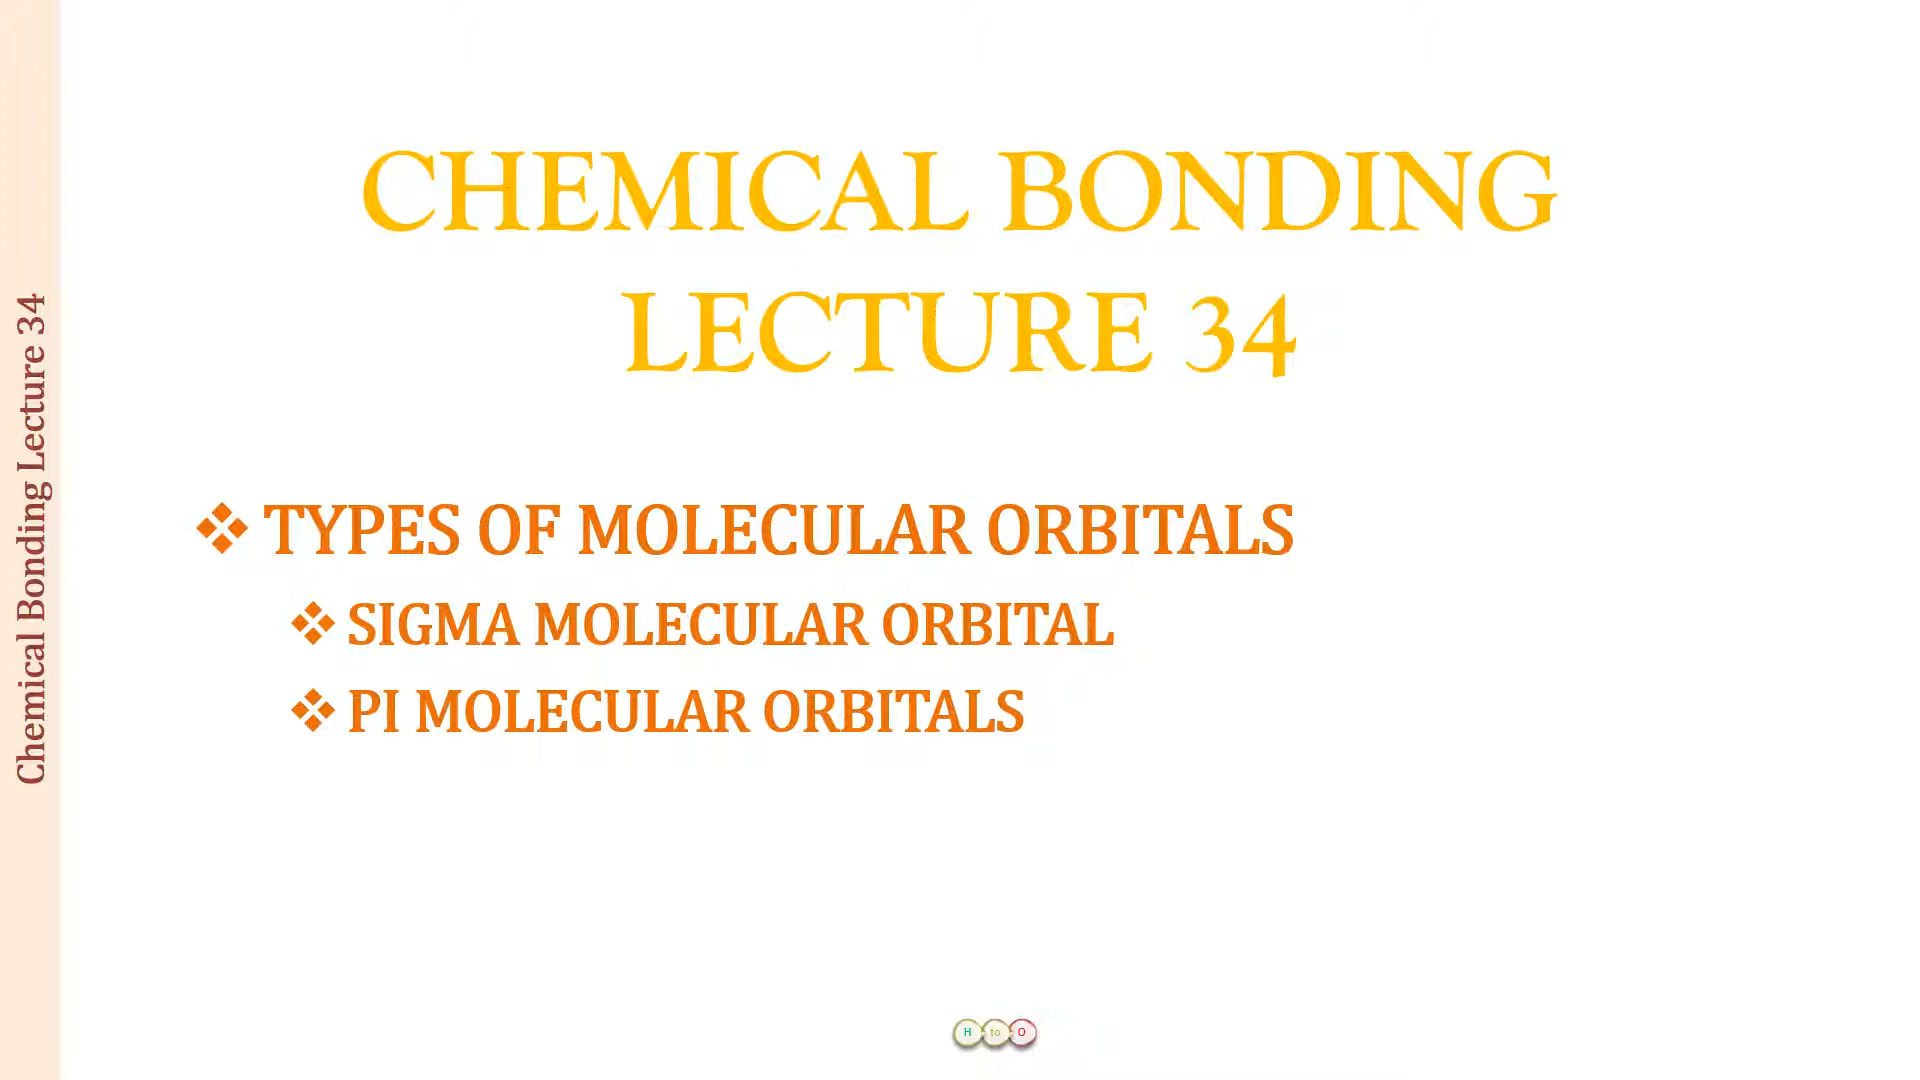 Chemical Bonding Lecture 34
CHEMICAL BONDING
LECTURE 34
❖ TYPES OF MOLECULAR ORBITALS
❖ SIGMA MOLECULAR ORBITAL
❖ PI MOLECULAR ORBITALS
H to O